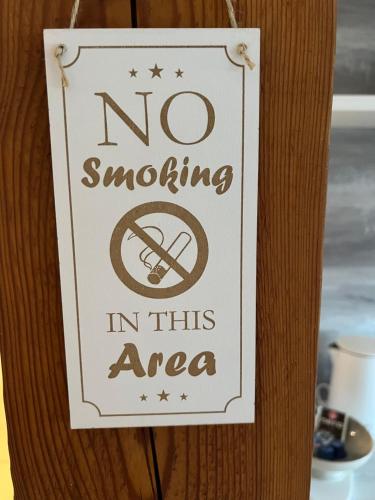 NO
Smoking
IN THIS
Area